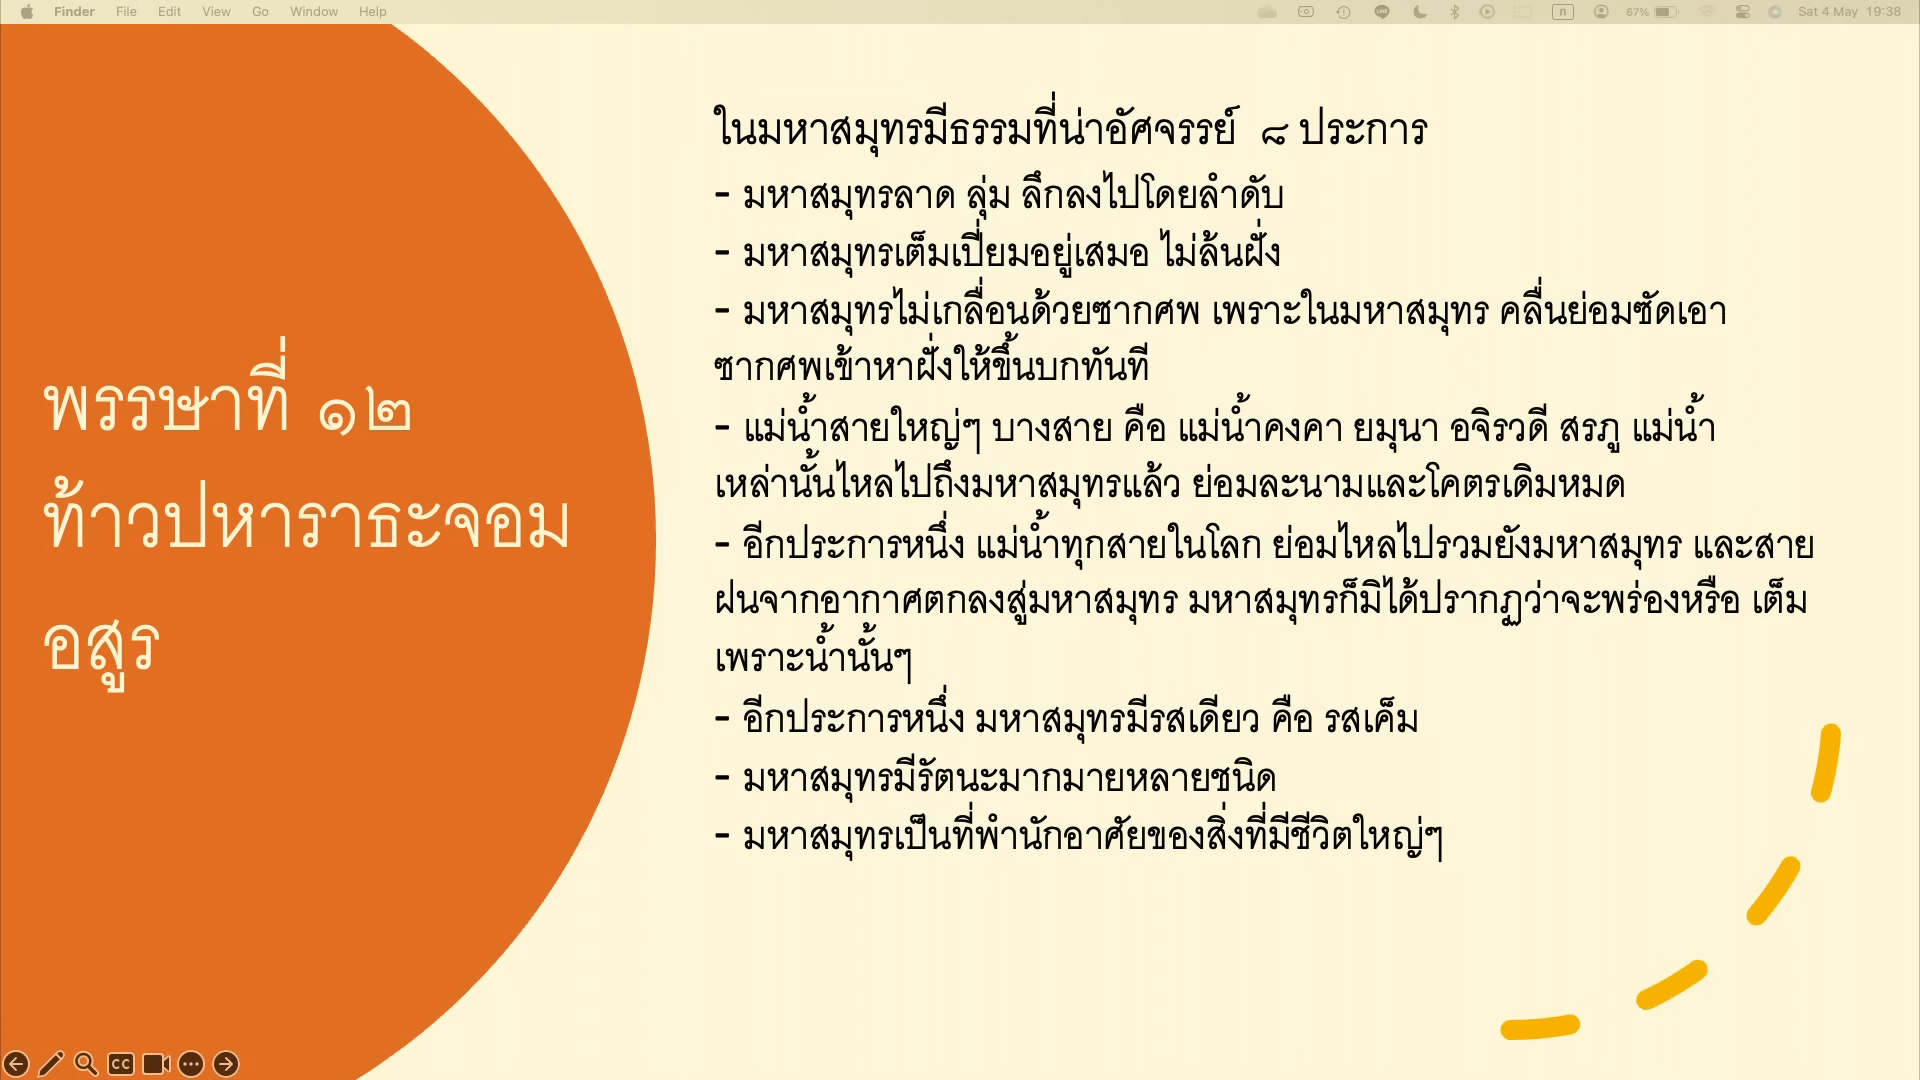 Finder File Edit View Go Window Help
67% Sat 4 May 19:38
พรรษาที่ ๑๒
ท้าวปหาราธะจอม
อสูร
ในมหาสมุทรมีธรรมที่น่าอัศจรรย์ ๘ ประการ
- มหาสมุทรลาด ลุ่ม ลึกลงไปโดยลำดับ
- มหาสมุทรเต็มเปี่ยมอยู่เสมอ ไม่ล้นฝั่ง
- มหาสมุทรไม่เกลื่อนด้วยซากศพ เพราะในมหาสมุทร คลื่นย่อมซัดเอา
ซากศพเข้าหาฝั่งให้ขึ้นบกทันที
- แม่น้ำสายใหญ่ๆ บางสาย คือ แม่น้ำคงคา ยมุนา อจิรวดี สรภู แม่น้ำ
เหล่านั้นไหลไปถึงมหาสมุทรแล้ว ย่อมละนามและโคตรเดิมหมด
- อีกประการหนึ่ง แม่น้ำทุกสายในโลก ย่อมไหลไปรวมยังมหาสมุทร และสาย
ฝนจากอากาศตกลงสู่มหาสมุทร มหาสมุทรก็มิได้ปรากฏว่าจะพร่องหรือ เต็ม
เพราะน้ำนั้นๆ
- อีกประการหนึ่ง มหาสมุทรมีรสเดียว คือ รสเค็ม
- มหาสมุทรมีรัตนะมากมายหลายชนิด
- มหาสมุทรเป็นที่พำนักอาศัยของสิ่งที่มีชีวิตใหญ่ๆ
CC